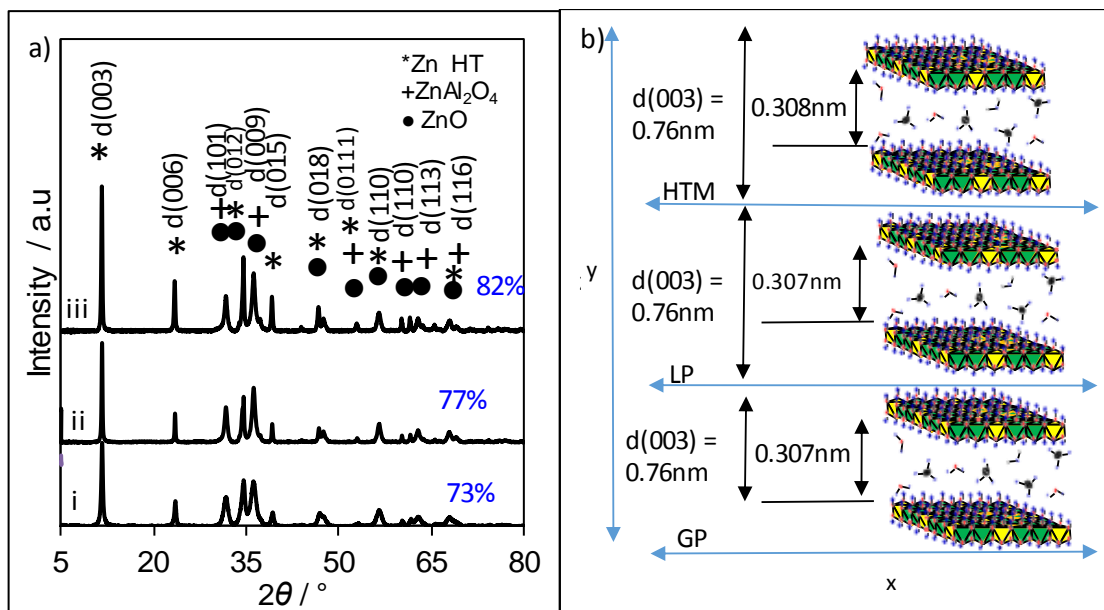 a)
*Zn HT
+ZnAl₂O₄
● ZnO
* d(003)
* d(006)
+ d(101)
* d(012)
+ d(009)
* d(015)
* d(018)
+ * d(0111)
* d(110)
+ d(110)
+ d(113)
* + d(116)
Intensity / a.u
iii
82%
ii
77%
i
73%
5
20
35
50
65
80
2θ / °
b)
d(003) =
0.76nm
0.308nm
HTM
y
d(003) =
0.76nm
0.307nm
LP
d(003) =
0.76nm
0.307nm
GP
x